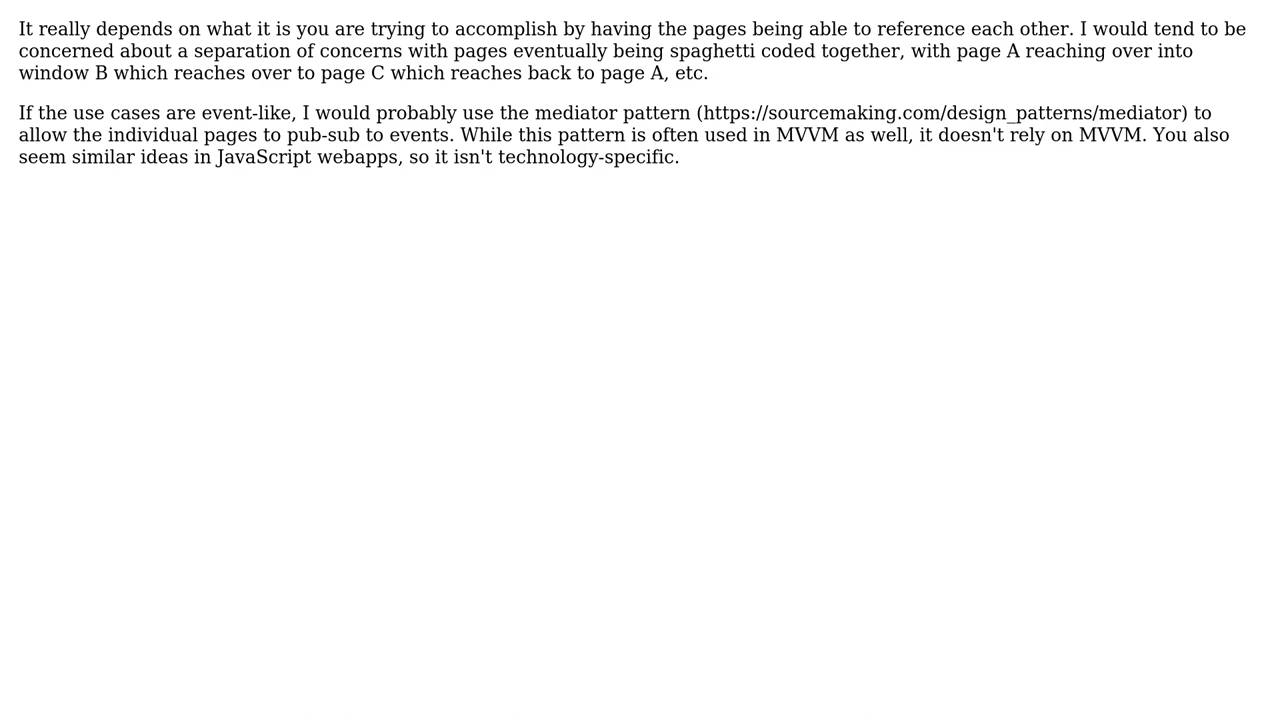 It really depends on what it is you are trying to accomplish by having the pages being able to reference each other. I would tend to be
concerned about a separation of concerns with pages eventually being spaghetti coded together, with page A reaching over into
window B which reaches over to page C which reaches back to page A, etc.
If the use cases are event-like, I would probably use the mediator pattern (https://sourcemaking.com/design_patterns/mediator) to
allow the individual pages to pub-sub to events. While this pattern is often used in MVVM as well, it doesn't rely on MVVM. You also
seem similar ideas in JavaScript webapps, so it isn't technology-specific.